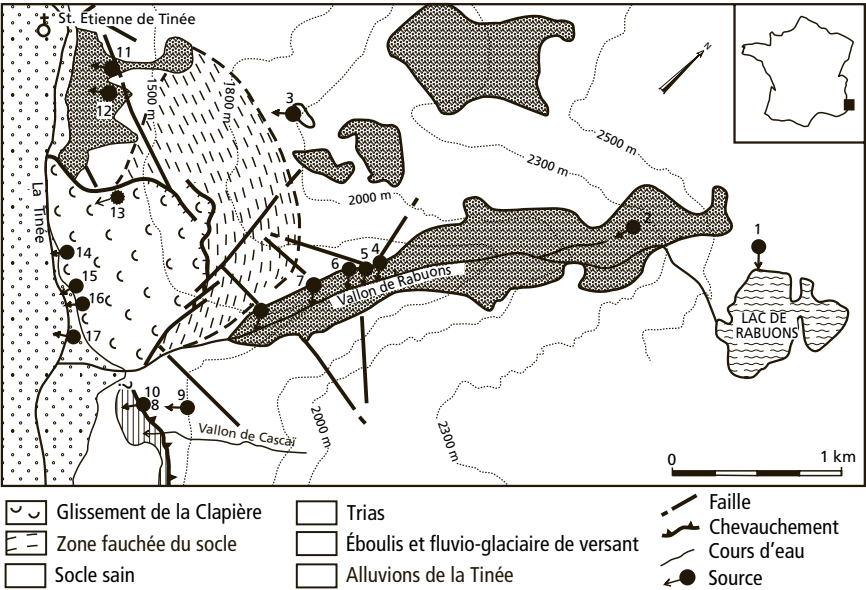 St. Etienne de Tinée
11
12
1500 m
1800 m
3
N
2500 m
2300 m
2000 m
La Tinée
13
14
15
16
17
7
6
5
4
2
1
Vallon de Rabuons
LAC DE
RABUONS
?
10
8
9
Vallon de Cascaï
2000 m
2300 m
0
1 km
Glissement de la Clapière
Zone fauchée du socle
Socle sain
Trias
Éboulis et fluvio-glaciaire de versant
Alluvions de la Tinée
Faille
Chevauchement
Cours d'eau
Source